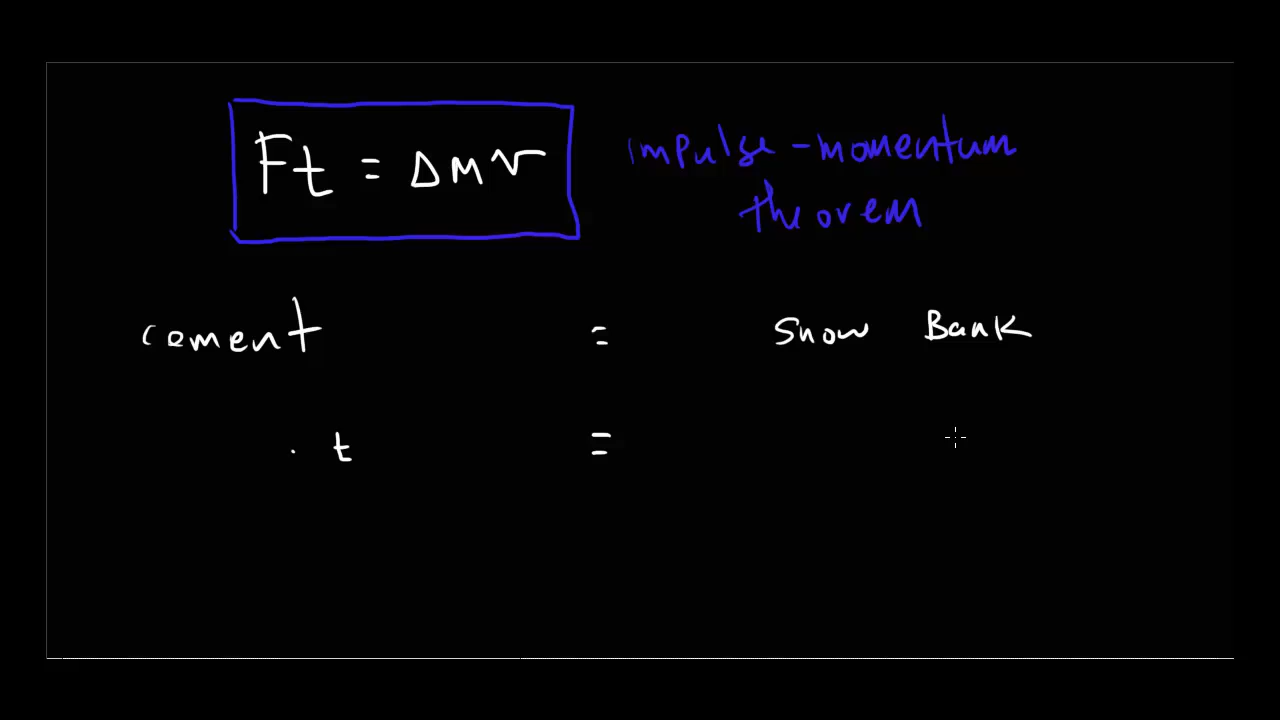 Ft = ΔMV
impulse-momentum
theorem
cement = Snow Bank
. t =